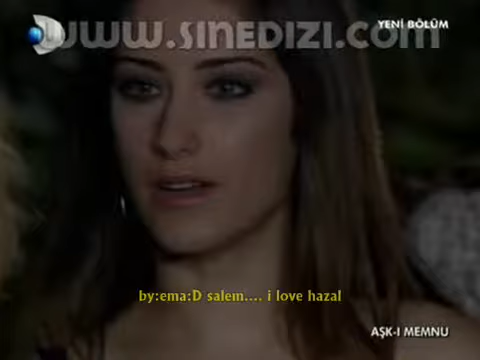 www.sinedizi.com
YENİ BÖLÜM
by:ema:D salem..., i love hazal
AŞK-I MEMNU